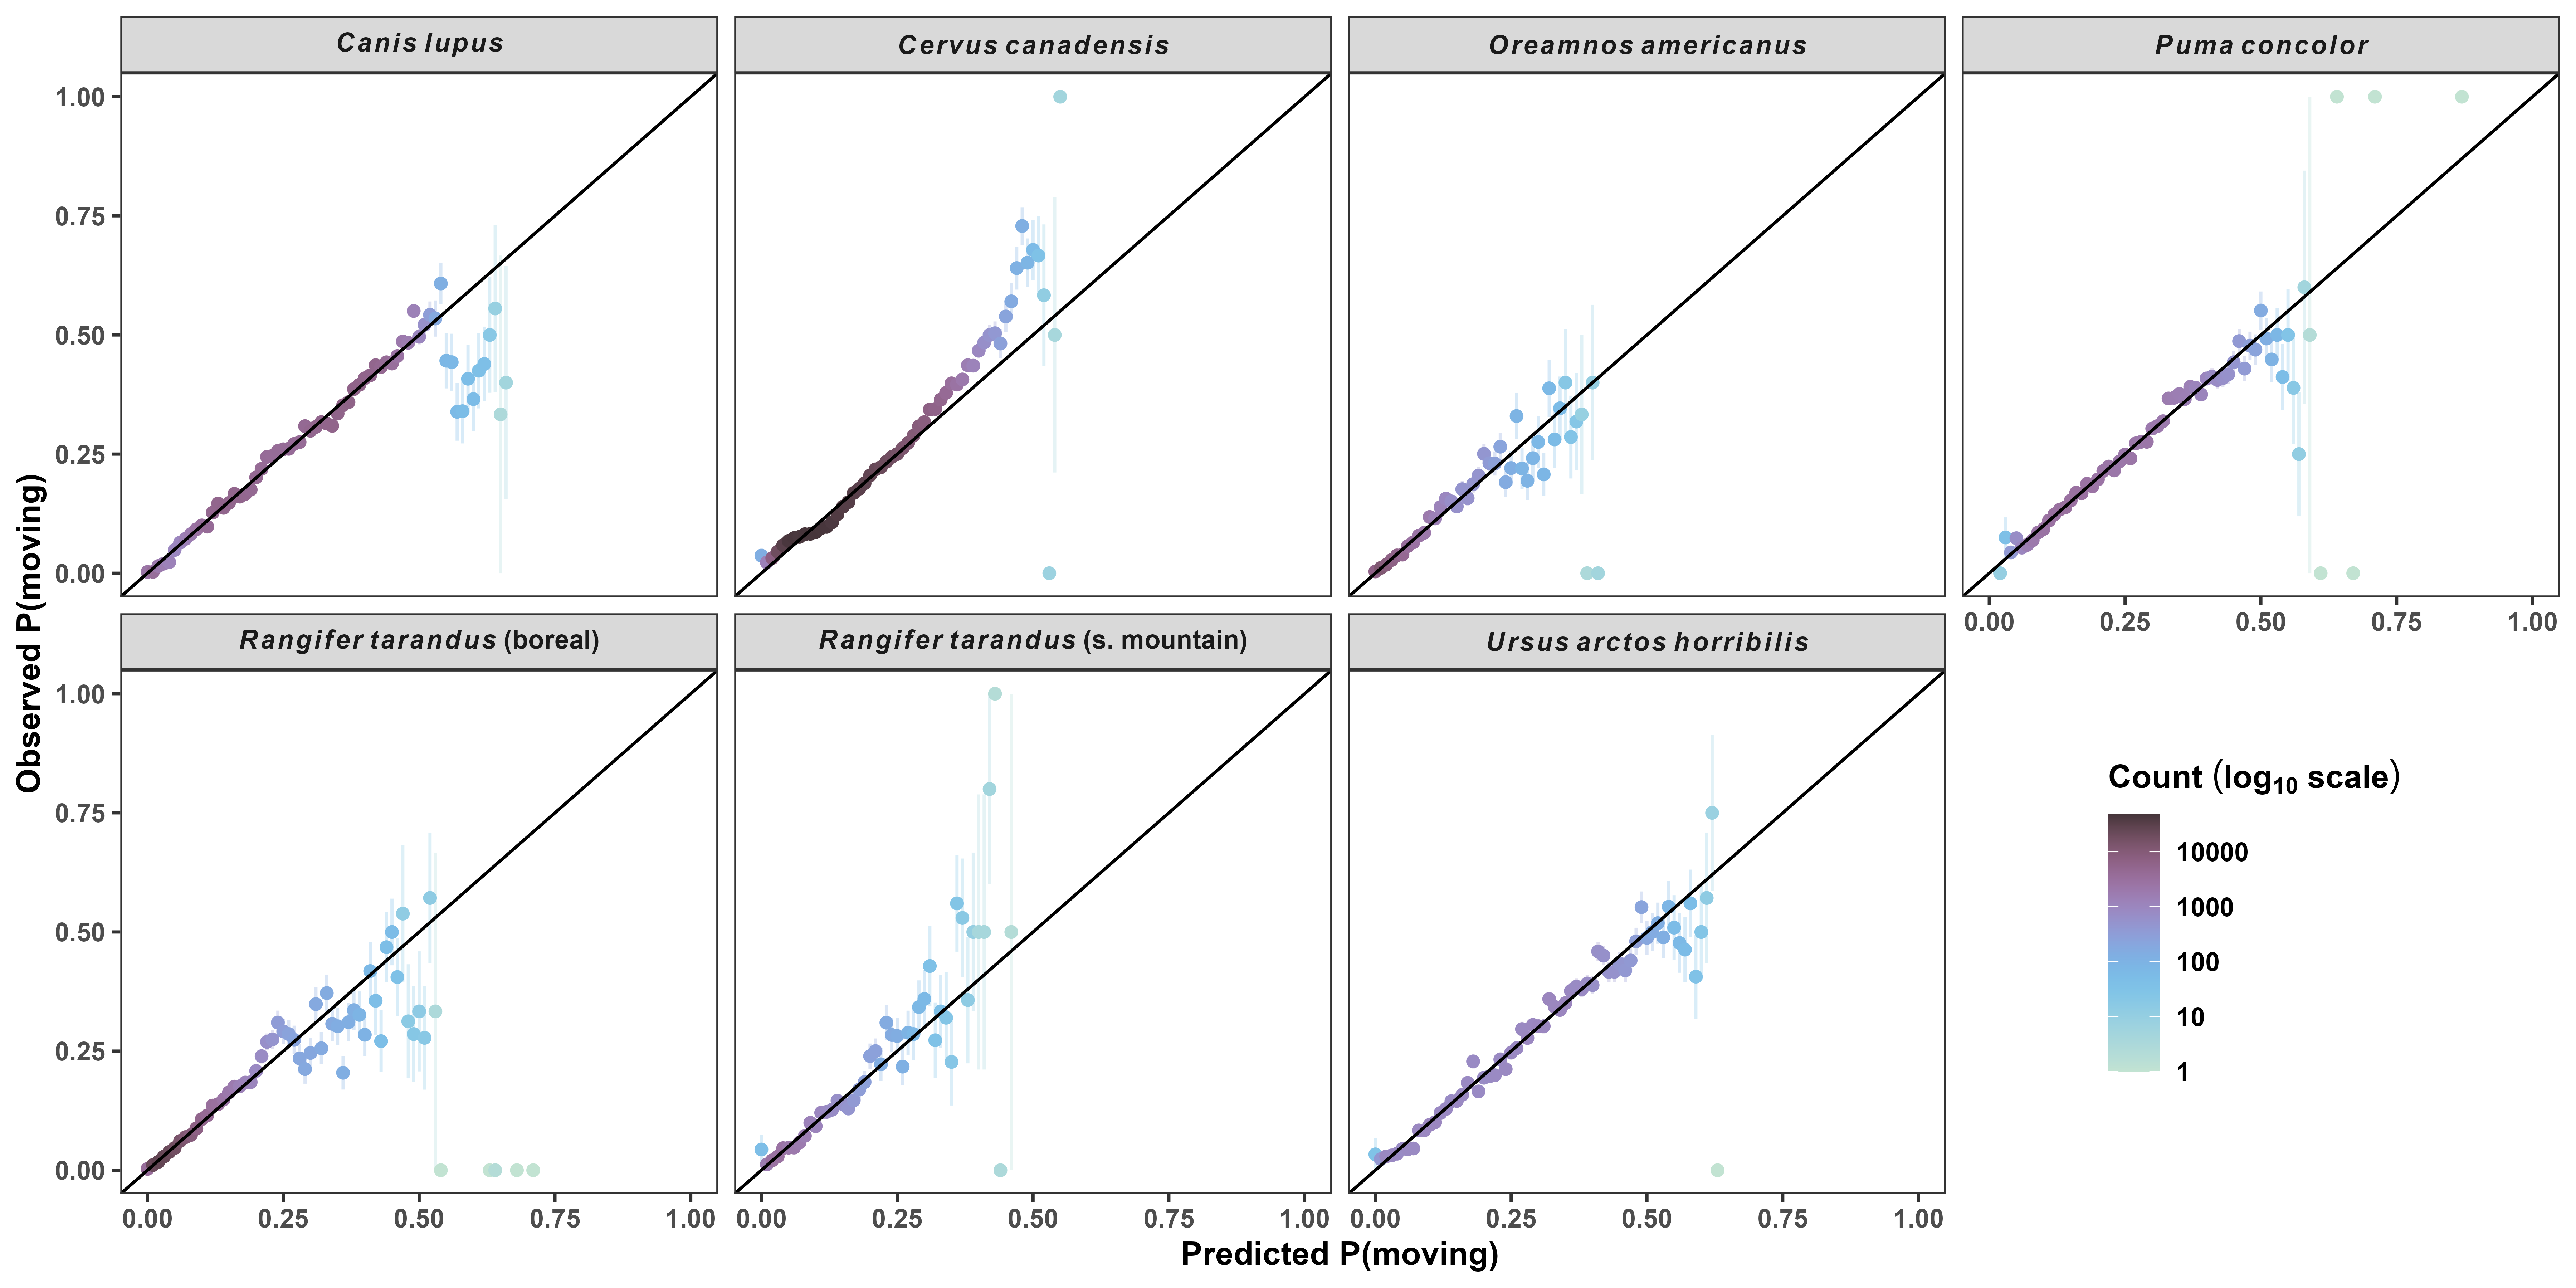 Canis lupus
Cervus canadensis
Oreamnos americanus
Puma concolor
1.00
0.75
0.50
0.25
0.00
0.00 0.25 0.50 0.75 1.00
Observed P(moving)
Rangifer tarandus (boreal)
Rangifer tarandus (s. mountain)
Ursus arctos horribilis
1.00
0.75
0.50
0.25
0.00
0.00 0.25 0.50 0.75 1.00
0.00 0.25 0.50 0.75 1.00
0.00 0.25 0.50 0.75 1.00
Predicted P(moving)
Count (log10 scale)
10000
1000
100
10
1